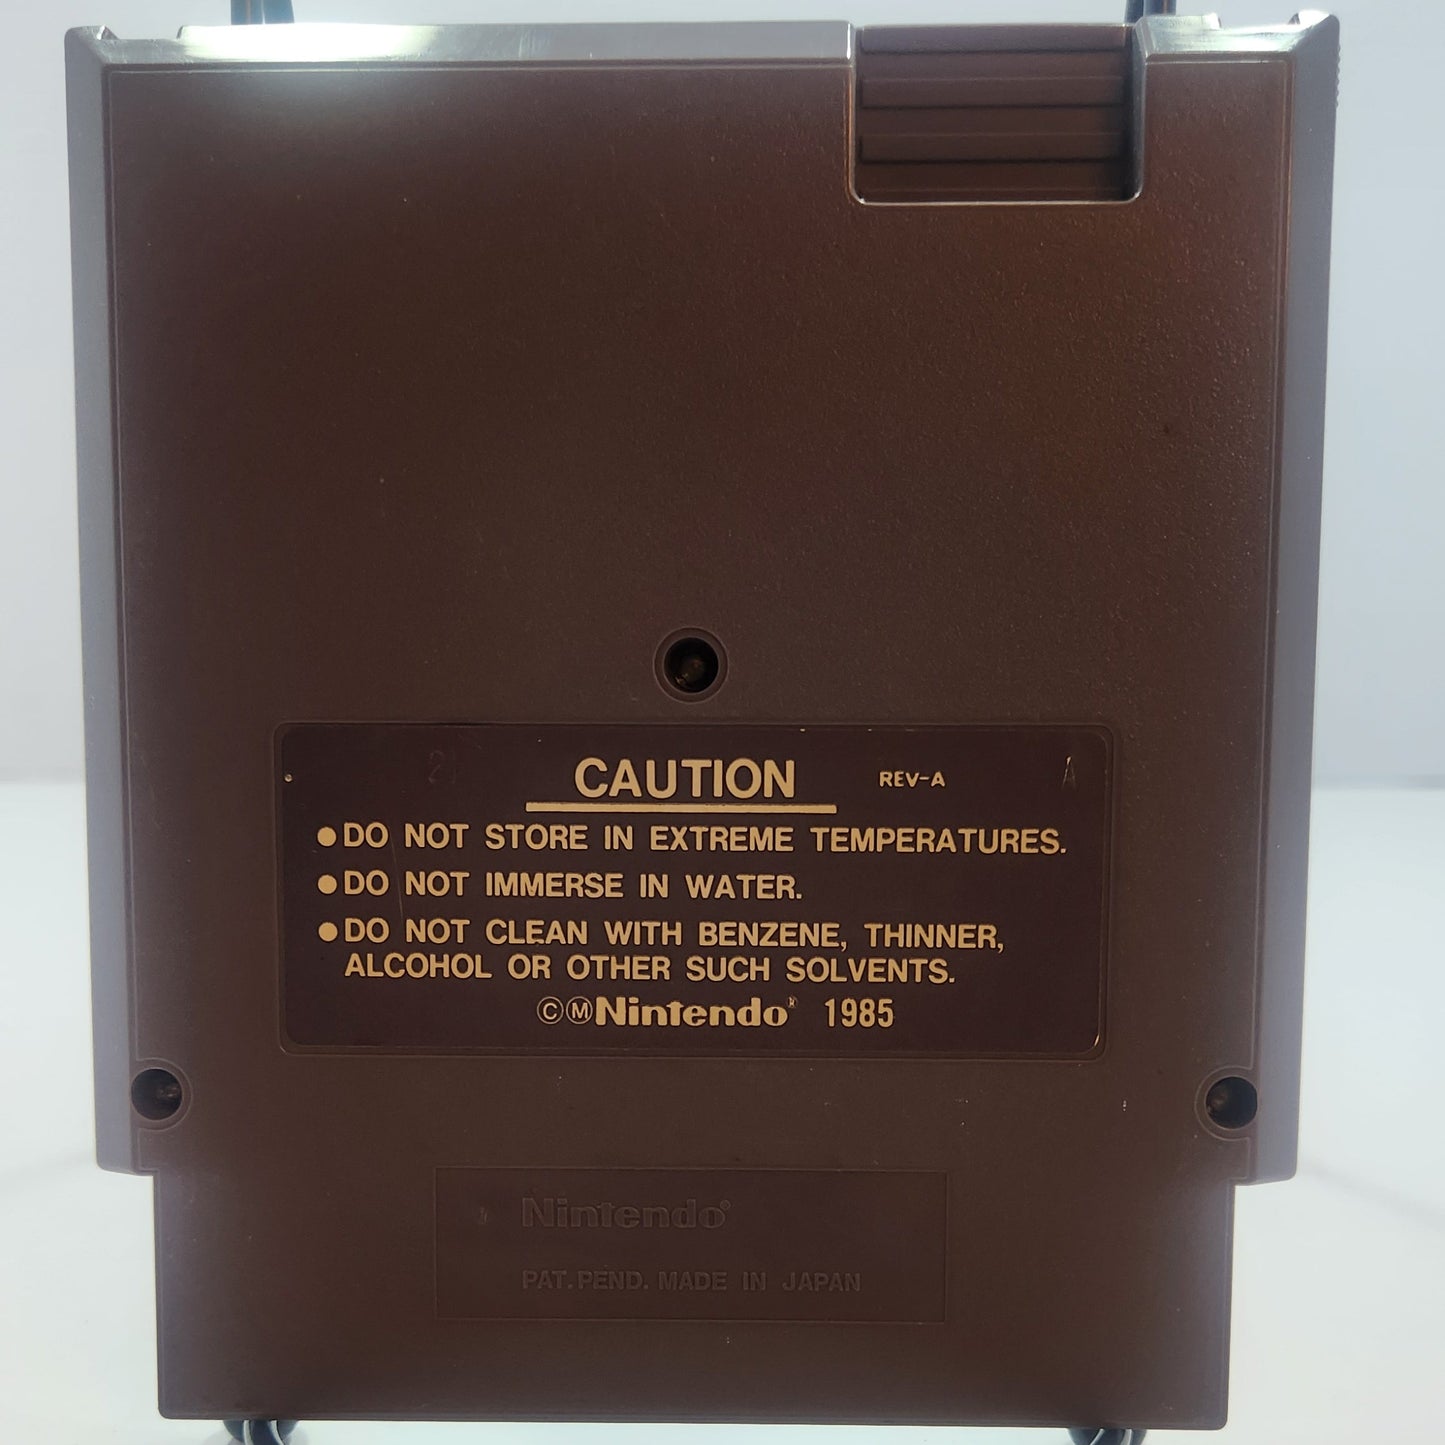 CAUTION REV-A
●DO NOT STORE IN EXTREME TEMPERATURES.
●DO NOT IMMERSE IN WATER.
●DO NOT CLEAN WITH BENZENE, THINNER,
ALCOHOL OR OTHER SUCH SOLVENTS.
©ⓂNintendo® 1985
Nintendo®
PAT. PEND. MADE IN JAPAN